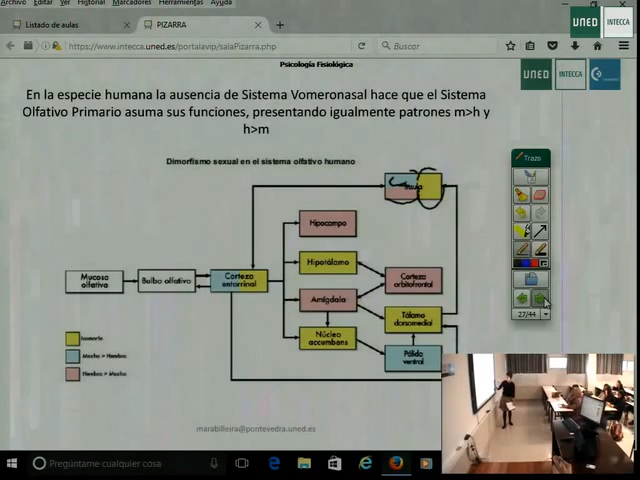 Archivo Editar Ver Historial Marcadores Herramientas Ayuda
Listado de aulas
PIZARRA
https://www.intecca.uned.es/portalavip/salaPizarra.php
Buscar
UNED
INTECCA
Psicología Fisiológica
UNED
INTECCA
En la especie humana la ausencia de Sistema Vomeronasal hace que el Sistema
Olfativo Primario asuma sus funciones, presentando igualmente patrones m>h y
h>m
Dimorfismo sexual en el sistema olfativo humano
Trazo
Hipocampo
Hipotálamo
Mucosa
olfativa
Bulbo olfativo
Corteza
entorrinal
Corteza
orbitofrontal
Amígdala
Tálamo
dorsomedial
Núcleo
accumbens
Pálido
ventral
27/44
Isomorfo
Macho > Hembra
Hembra > Macho
marabilleira@pontevedra.uned.es
Pregúntame cualquier cosa